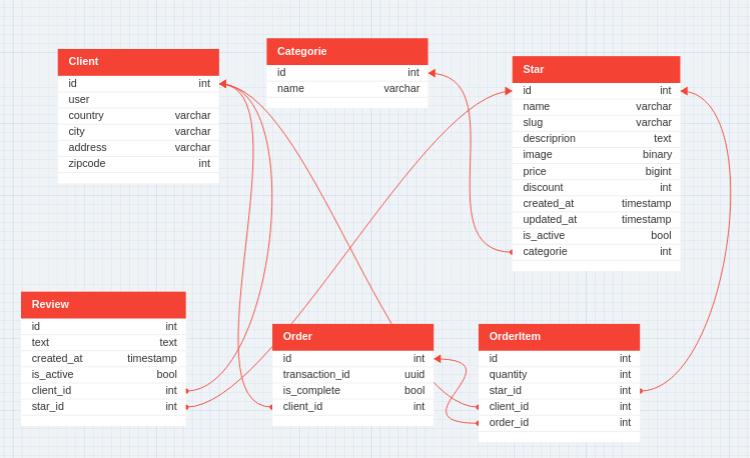 Client
id int
user
country varchar
city varchar
address varchar
zipcode int
Categorie
id int
name varchar
Star
id int
name varchar
slug varchar
descriprion text
image binary
price bigint
discount int
created_at timestamp
updated_at timestamp
is_active bool
categorie int
Review
id int
text text
created_at timestamp
is_active bool
client_id int
star_id int
Order
id int
transaction_id uuid
is_complete bool
client_id int
OrderItem
id int
quantity int
star_id int
client_id int
order_id int